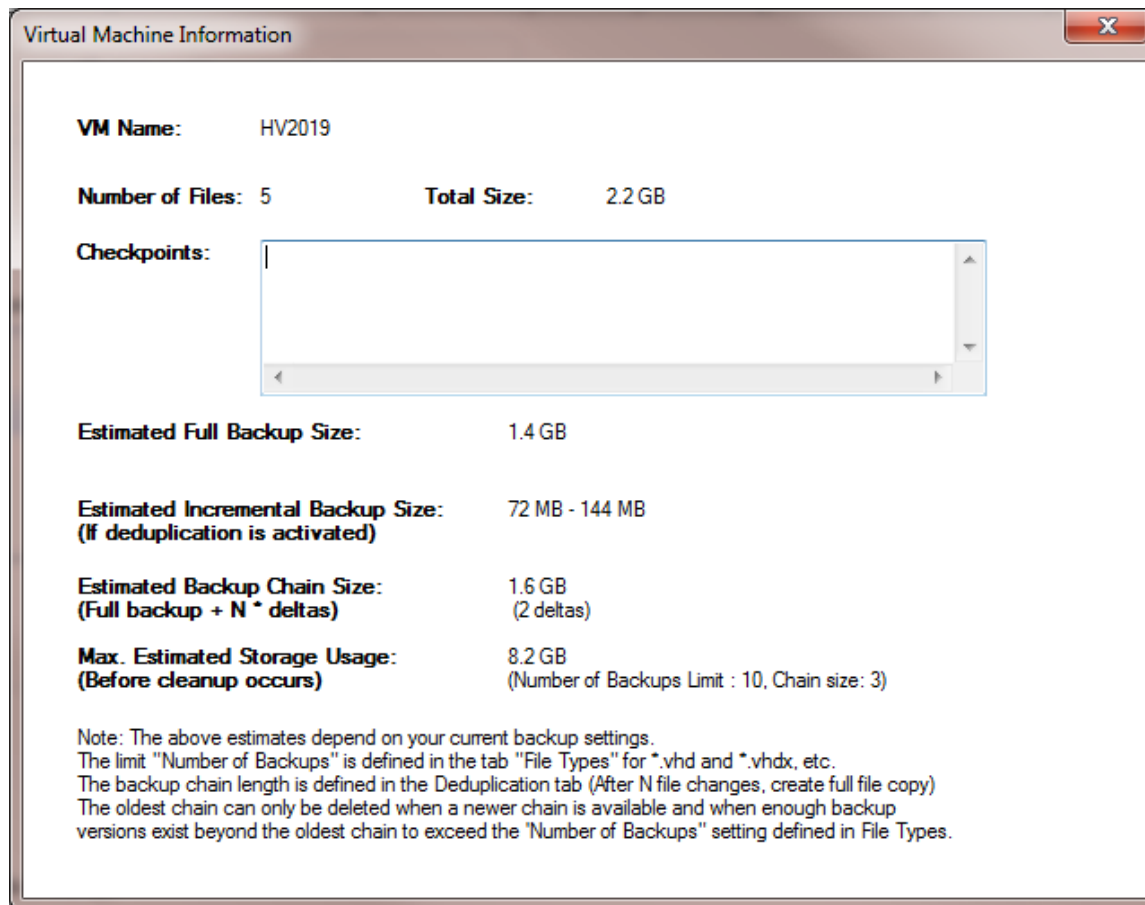 Virtual Machine Information
VM Name: HV2019
Number of Files: 5 Total Size: 2.2 GB
Checkpoints:
Estimated Full Backup Size: 1.4 GB
Estimated Incremental Backup Size: 72 MB - 144 MB
(If deduplication is activated)
Estimated Backup Chain Size: 1.6 GB
(Full backup + N * deltas) (2 deltas)
Max. Estimated Storage Usage: 8.2 GB
(Before cleanup occurs) (Number of Backups Limit : 10, Chain size: 3)
Note: The above estimates depend on your current backup settings.
The limit "Number of Backups" is defined in the tab "File Types" for *.vhd and *.vhdx, etc.
The backup chain length is defined in the Deduplication tab (After N file changes, create full file copy)
The oldest chain can only be deleted when a newer chain is available and when enough backup
versions exist beyond the oldest chain to exceed the "Number of Backups" setting defined in File Types.